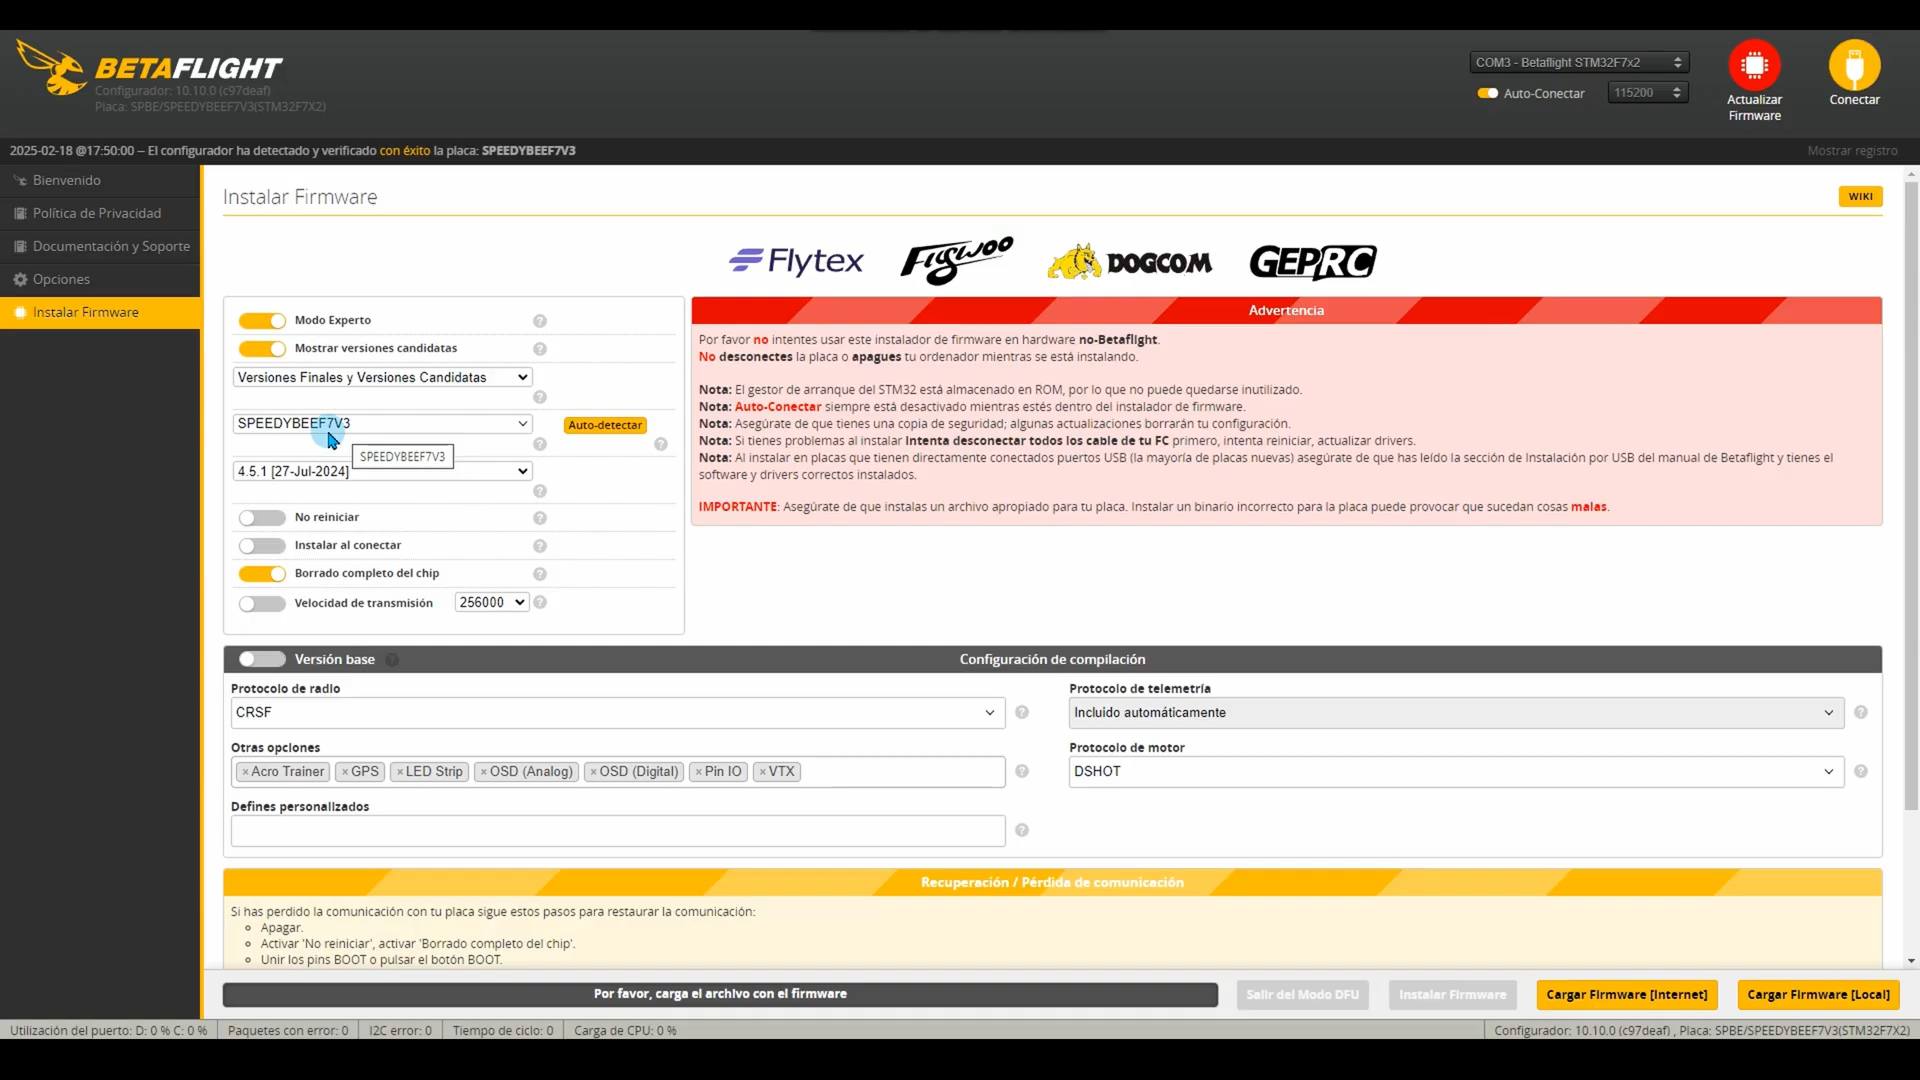 BETAFLIGHT
Configurador: 10.10.0 (c97deaf)
Placa: SPBE/SPEEDYBEEF7V3(STM32F7X2)
COM3 - Betaflight STM32F7x2
Auto-Conectar
115200
Actualizar
Firmware
Conectar
2025-02-18 @17:50:00 -- El configurador ha detectado y verificado con éxito la placa: SPEEDYBEEF7V3
Mostrar registro
Bienvenido
Política de Privacidad
Documentación y Soporte
Opciones
Instalar Firmware
Instalar Firmware
WIKI
Flytex
FLYWOO
DOGCOM
GEPRC
Modo Experto
Mostrar versiones candidatas
Versiones Finales y Versiones Candidatas
SPEEDYBEEF7V3
Auto-detectar
SPEEDYBEEF7V3
4.5.1 [27-Jul-2024]
No reiniciar
Instalar al conectar
Borrado completo del chip
Velocidad de transmisión
256000
Advertencia
Por favor no intentes usar este instalador de firmware en hardware no-Betaflight.
No desconectes la placa o apagues tu ordenador mientras se está instalando.
Nota: El gestor de arranque del STM32 está almacenado en ROM, por lo que no puede quedarse inutilizado.
Nota: Auto-Conectar siempre está desactivado mientras estés dentro del instalador de firmware.
Nota: Asegúrate de que tienes una copia de seguridad; algunas actualizaciones borrarán tu configuración.
Nota: Si tienes problemas al instalar Intenta desconectar todos los cable de tu FC primero, intenta reiniciar, actualizar drivers.
Nota: Al instalar en placas que tienen directamente conectados puertos USB (la mayoría de placas nuevas) asegúrate de que has leído la sección de Instalación por USB del manual de Betaflight y tienes el
software y drivers correctos instalados.
IMPORTANTE: Asegúrate de que instalas un archivo apropiado para tu placa. Instalar un binario incorrecto para la placa puede provocar que sucedan cosas malas.
Versión base
Configuración de compilación
Protocolo de radio
CRSF
Protocolo de telemetría
Incluido automáticamente
Otras opciones
×Acro Trainer ×GPS ×LED Strip ×OSD (Analog) ×OSD (Digital) ×Pin IO ×VTX
Protocolo de motor
DSHOT
Defines personalizados
Recuperación / Pérdida de comunicación
Si has perdido la comunicación con tu placa sigue estos pasos para restaurar la comunicación:
Apagar.
Activar 'No reiniciar', activar 'Borrado completo del chip'.
Unir los pins BOOT o pulsar el botón BOOT.
Por favor, carga el archivo con el firmware
Salir del Modo DFU
Instalar Firmware
Cargar Firmware [Internet]
Cargar Firmware [Local]
Utilización del puerto: D: 0 % C: 0 %
Paquetes con error: 0
I2C error: 0
Tiempo de ciclo: 0
Carga de CPU: 0 %
Configurador: 10.10.0 (c97deaf) , Placa: SPBE/SPEEDYBEEF7V3(STM32F7X2)